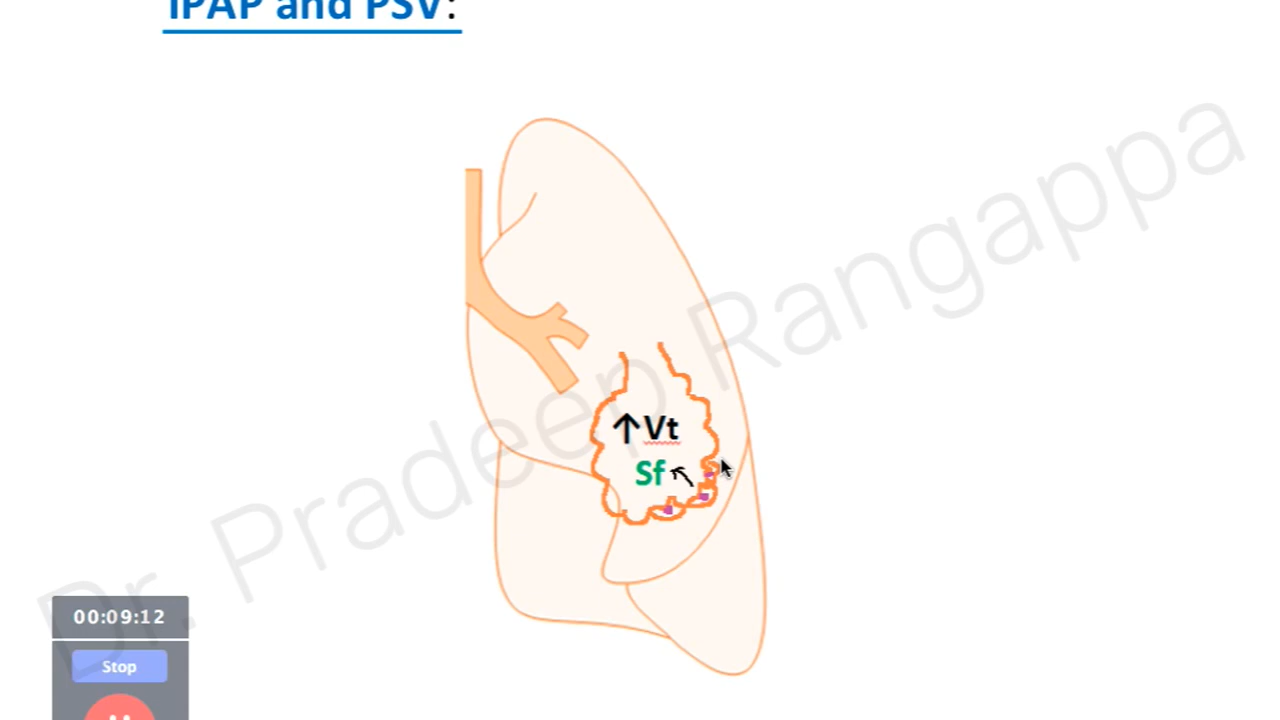 IPAP and PSV:
Dr. Pradeep Rangappa
↑Vt
Sf
00:09:12
Stop